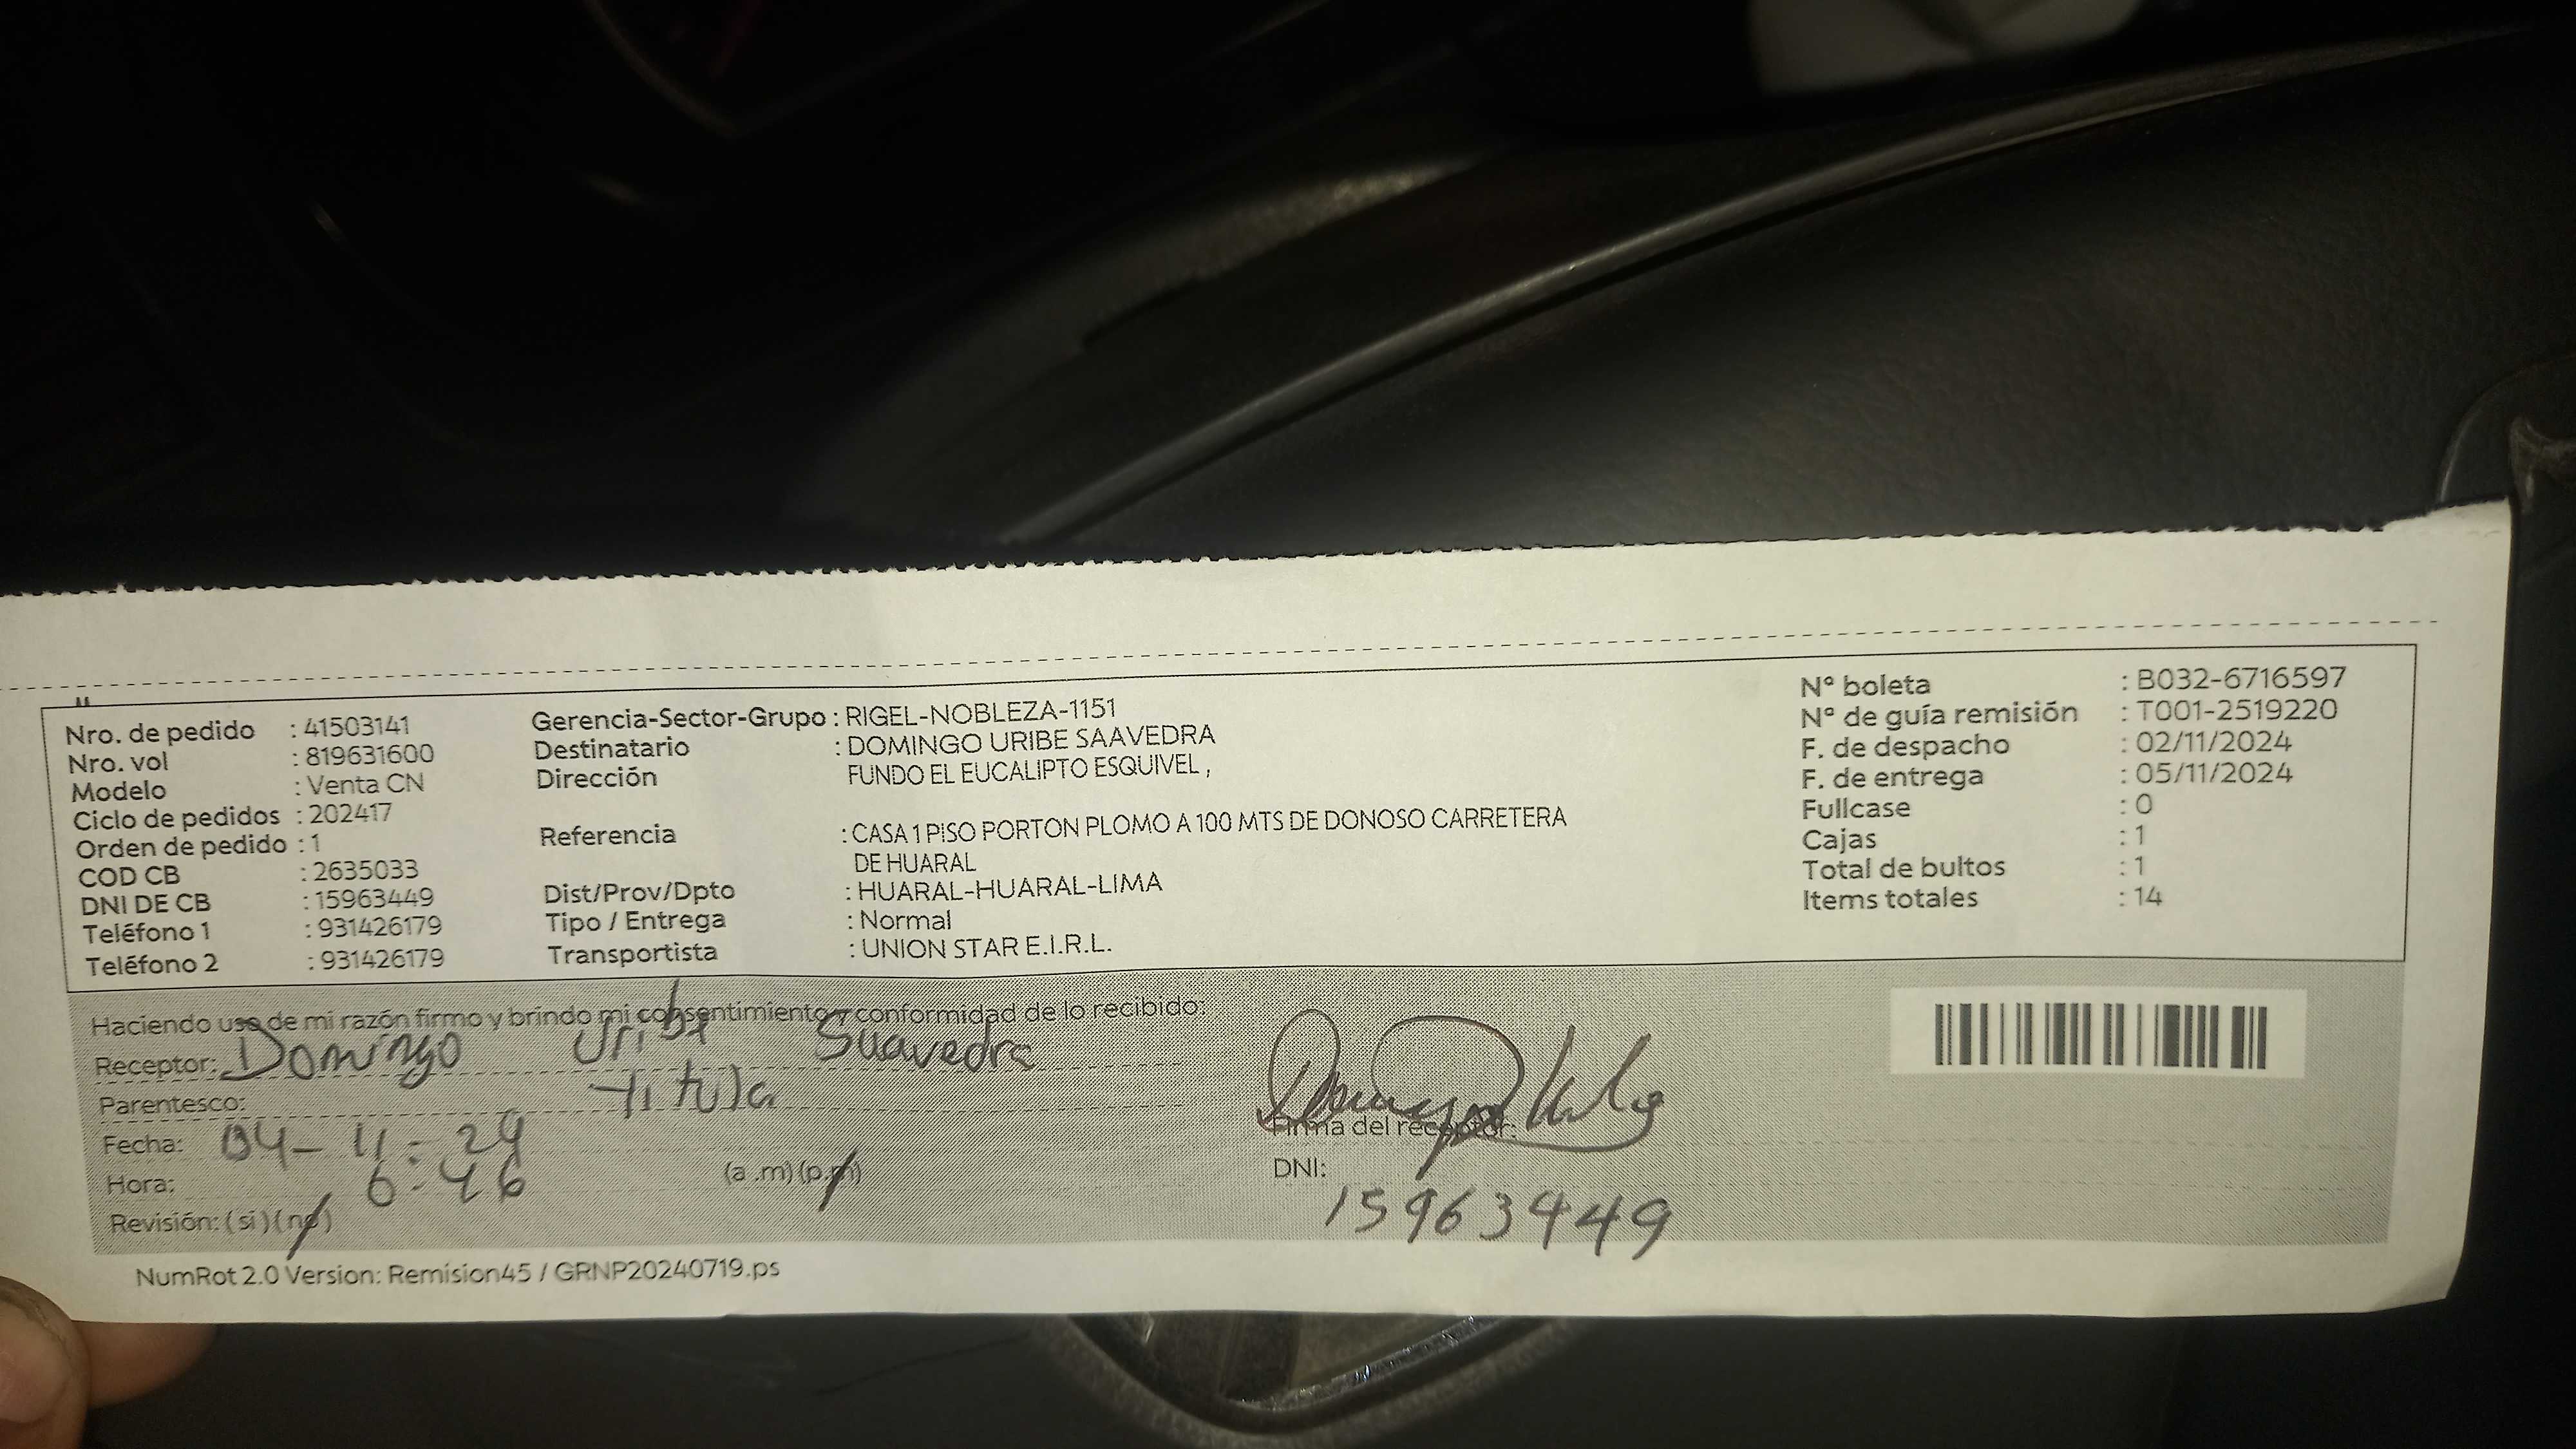 Nro. de pedido : 41503141
Nro. vol : 819631600
Modelo : Venta CN
Ciclo de pedidos : 202417
Orden de pedido : 1
COD CB : 2635033
DNI DE CB : 15963449
Teléfono 1 : 931426179
Teléfono 2 : 931426179
Gerencia-Sector-Grupo : RIGEL-NOBLEZA-1151
Destinatario : DOMINGO URIBE SAAVEDRA
Dirección FUNDO EL EUCALIPTO ESQUIVEL ,
Referencia : CASA 1 PISO PORTON PLOMO A 100 MTS DE DONOSO CARRETERA
DE HUARAL
Dist/Prov/Dpto : HUARAL-HUARAL-LIMA
Tipo / Entrega : Normal
Transportista : UNION STAR E.I.R.L.
N° boleta : B032-6716597
N° de guía remisión : T001-2519220
F. de despacho : 02/11/2024
F. de entrega : 05/11/2024
Fullcase : 0
Cajas : 1
Total de bultos : 1
Items totales : 14
Haciendo uso de mi razón firmo y brindo mi consentimiento y conformidad de lo recibido:
Receptor: Domingo Uribe Saavedra
Parentesco: Titular
Fecha: 04-11-24
Hora: 6:46 (a .m) (p.m)
Revisión: ( si ) ( no )
Firma del receptor:
DNI:
15963449
NumRot 2.0 Version: Remision45 / GRNP20240719.ps